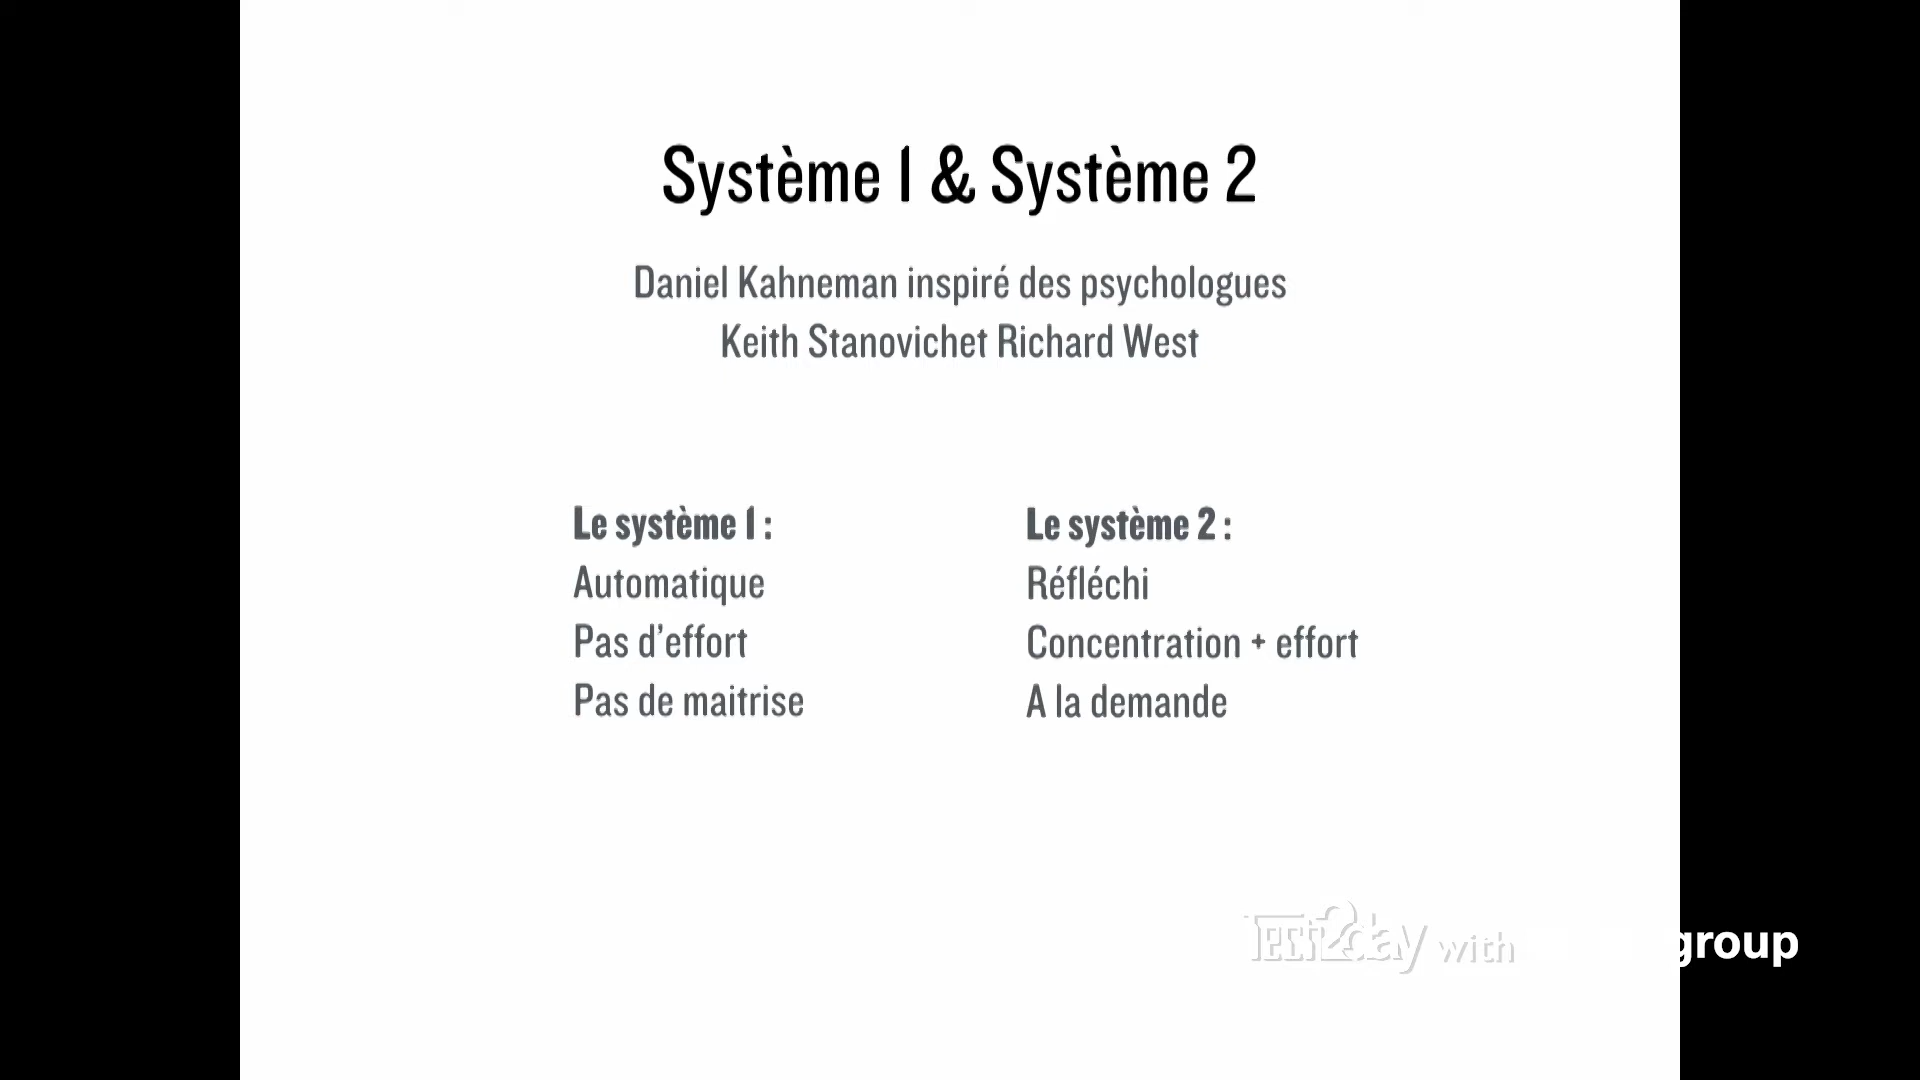 Système 1 & Système 2
Daniel Kahneman inspiré des psychologues
Keith Stanovichet Richard West
Le système 1 :
Automatique
Pas d’effort
Pas de maitrise
Le système 2 :
Réfléchi
Concentration + effort
A la demande
Tech2day with group